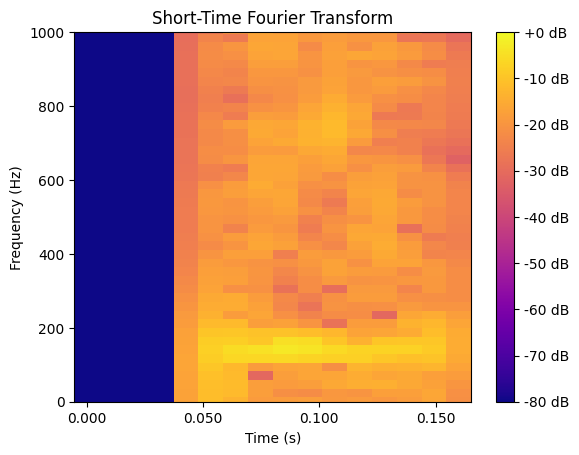 Short-Time Fourier Transform
1000
800
600
400
200
0
Frequency (Hz)
0.000
0.050
0.100
0.150
Time (s)
+0 dB
-10 dB
-20 dB
-30 dB
-40 dB
-50 dB
-60 dB
-70 dB
-80 dB